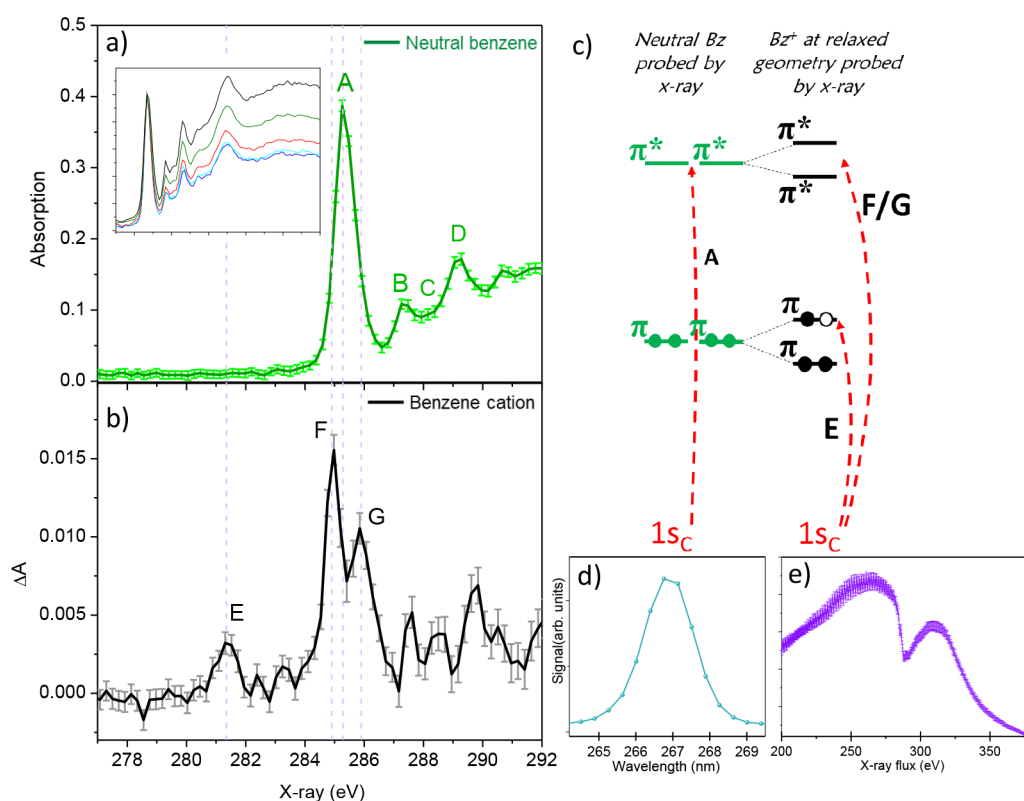 a)
Neutral benzene
A
B
C
D
0.5
0.4
0.3
0.2
0.1
0.0
Absorption
b)
Benzene cation
E
F
G
0.015
0.010
0.005
0.000
ΔA
278 280 282 284 286 288 290 292
X-ray (eV)
c)
Neutral Bz
probed by
x-ray
Bz⁺ at relaxed
geometry probed
by x-ray
π* π*
π*
π*
A
F/G
π π
π
π
E
1sC
1sC
d)
Signal(arb. units)
265 266 267 268 269
Wavelength (nm)
e)
200 250 300 350
X-ray flux (eV)